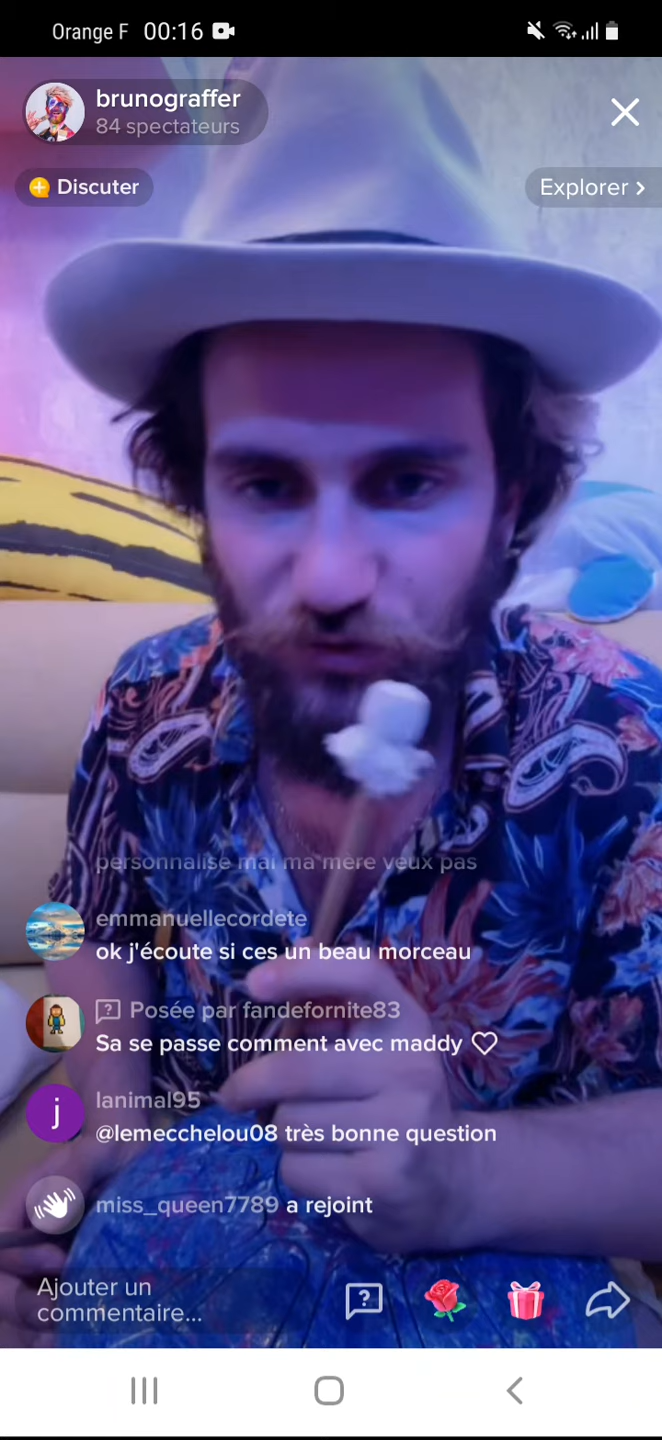 Orange F 00:16
brunograffer
84 spectateurs
Discuter
Explorer >
personnalisé mai ma mère veux pas
emmanuellecordete
ok j'écoute si ces un beau morceau
Posée par fandefornite83
Sa se passe comment avec maddy
j
lanimal95
@lemecchelou08 très bonne question
miss_queen7789 a rejoint
Ajouter un
commentaire...